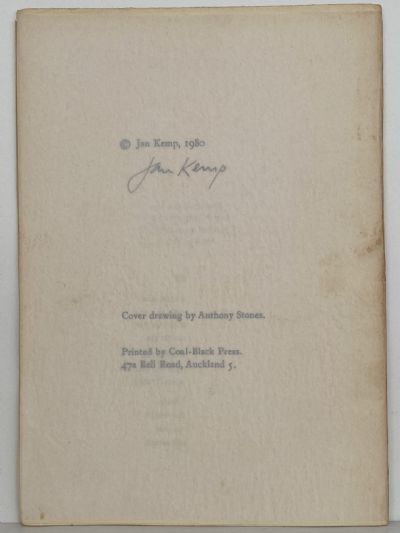 © Jan Kemp, 1980
Jan Kemp
Cover drawing by Anthony Stones.
Printed by Coal-Black Press.
47a Bell Road, Auckland 5.